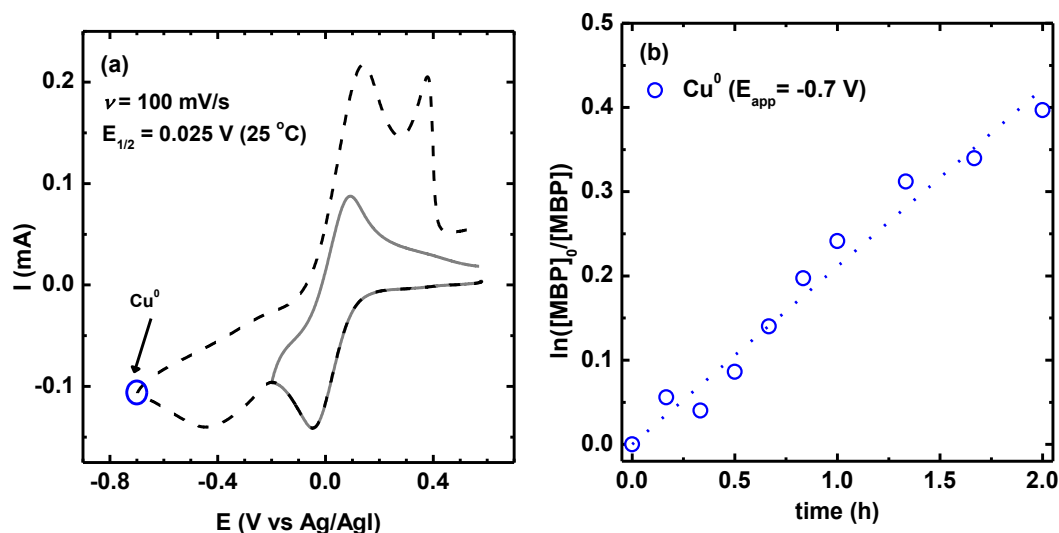 (a)
ν = 100 mV/s
E1/2 = 0.025 V (25 °C)
Cu⁰
0.2
0.1
0.0
-0.1
-0.8
-0.4
0.0
0.4
I (mA)
E (V vs Ag/AgI)
(b)
Cu⁰ (Eapp= -0.7 V)
0.5
0.4
0.3
0.2
0.1
0.0
0.0
0.5
1.0
1.5
2.0
ln([MBP]₀/[MBP])
time (h)